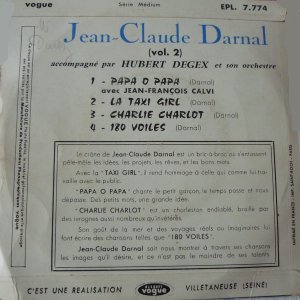 vogue
Série Médium
EPL. 7.774
Jean-Claude Darnal
(vol. 2)
accompagné par HUBERT DEGEX et son orchestre
1 - PAPA O PAPA (Darnal)
avec JEAN-FRANÇOIS CALVI
2 - LA TAXI GIRL (Darnal)
3 - CHARLIE CHARLOT (Darnal)
4 - 180 VOILES (Darnal)
Le crâne de Jean-Claude Darnal est un bric-à-brac où s'entassent
pêle-mêle les idées, les projets, les rêves, et les bons mots.
Avec la "TAXI GIRL", il rend hommage à celle qui comme lui tra-
vaille avec le public.
"PAPA O PAPA" chante le petit garçon; le temps passe et nous
dépasse. Des petits mots, une grande idée.
"CHARLIE CHARLOT" est un charleston endiablé, braillé par
des ivrognes aussi nombreux qu'invétérés.
Son goût de la mer et des voyages réels ou imaginaires lui
font écrire des chansons telles que "180 VOILES".
Jean-Claude Darnal sait nous montrer à travers ses chansons
les images qu'il désire, et ce n'est pas le moindre de ses talents.
C'EST UNE REALISATION
disques
vogue
VILLETANEUSE (SEINE)